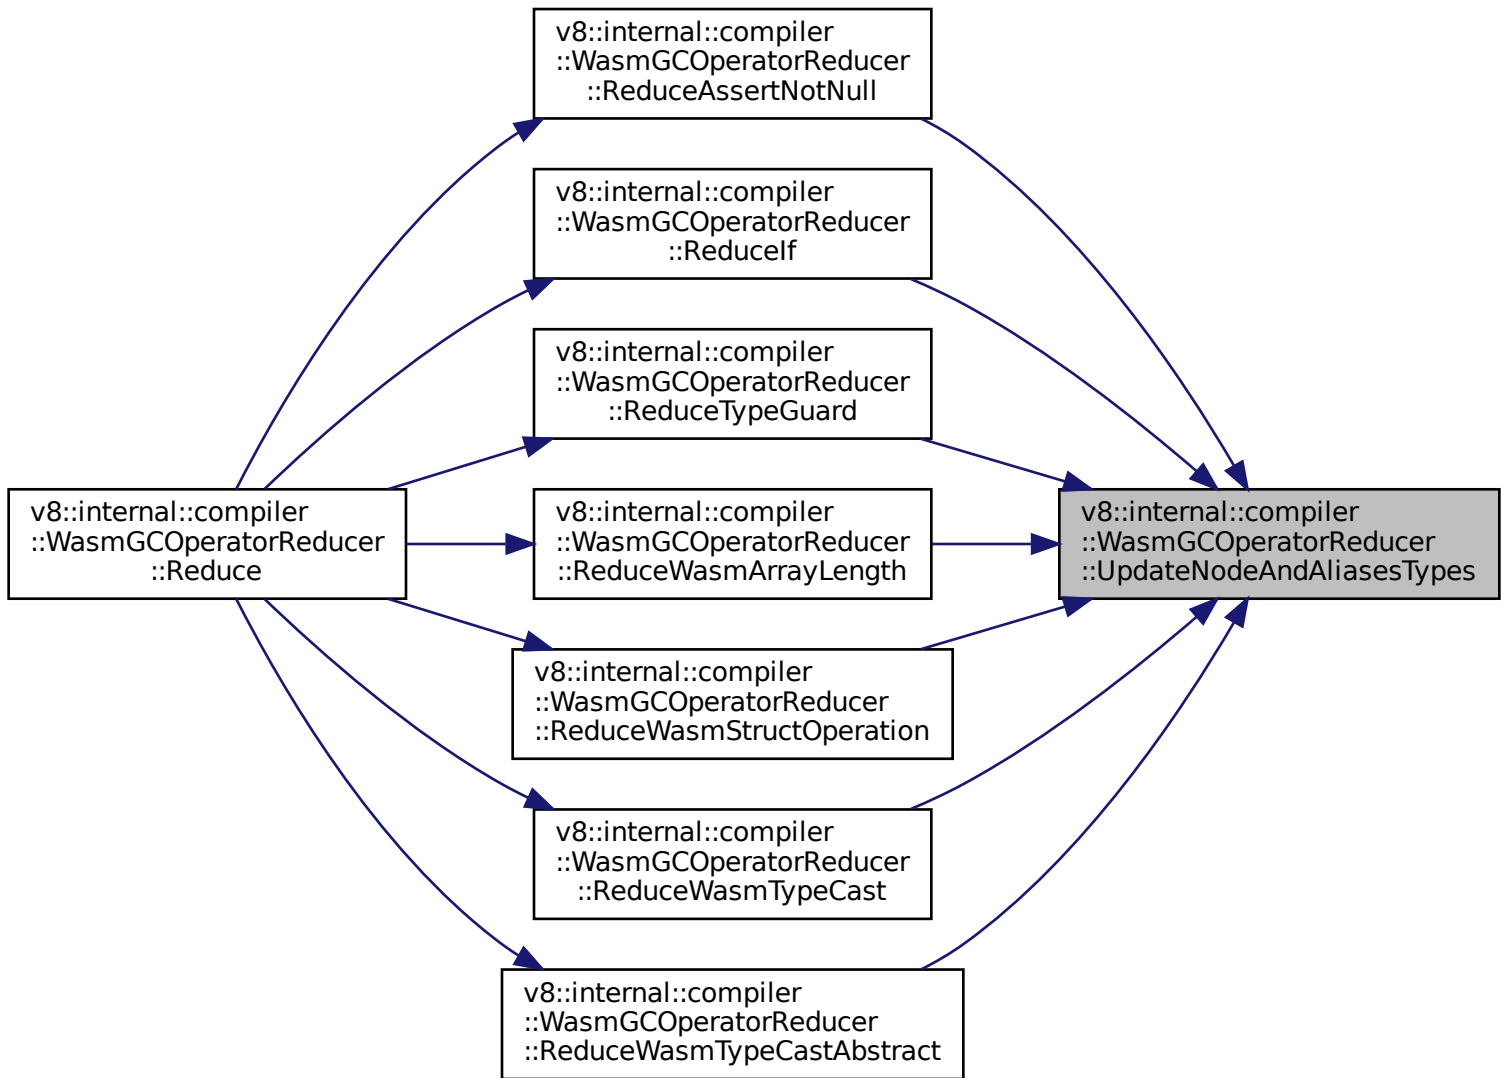 v8::internal::compiler
::WasmGCOperatorReducer
::ReduceAssertNotNull
v8::internal::compiler
::WasmGCOperatorReducer
::ReduceIf
v8::internal::compiler
::WasmGCOperatorReducer
::ReduceTypeGuard
v8::internal::compiler
::WasmGCOperatorReducer
::Reduce
v8::internal::compiler
::WasmGCOperatorReducer
::ReduceWasmArrayLength
v8::internal::compiler
::WasmGCOperatorReducer
::UpdateNodeAndAliasesTypes
v8::internal::compiler
::WasmGCOperatorReducer
::ReduceWasmStructOperation
v8::internal::compiler
::WasmGCOperatorReducer
::ReduceWasmTypeCast
v8::internal::compiler
::WasmGCOperatorReducer
::ReduceWasmTypeCastAbstract